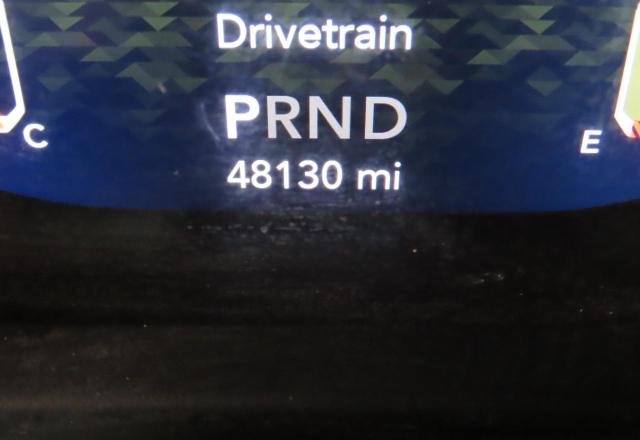 Drivetrain
PRND
C
E
48130 mi